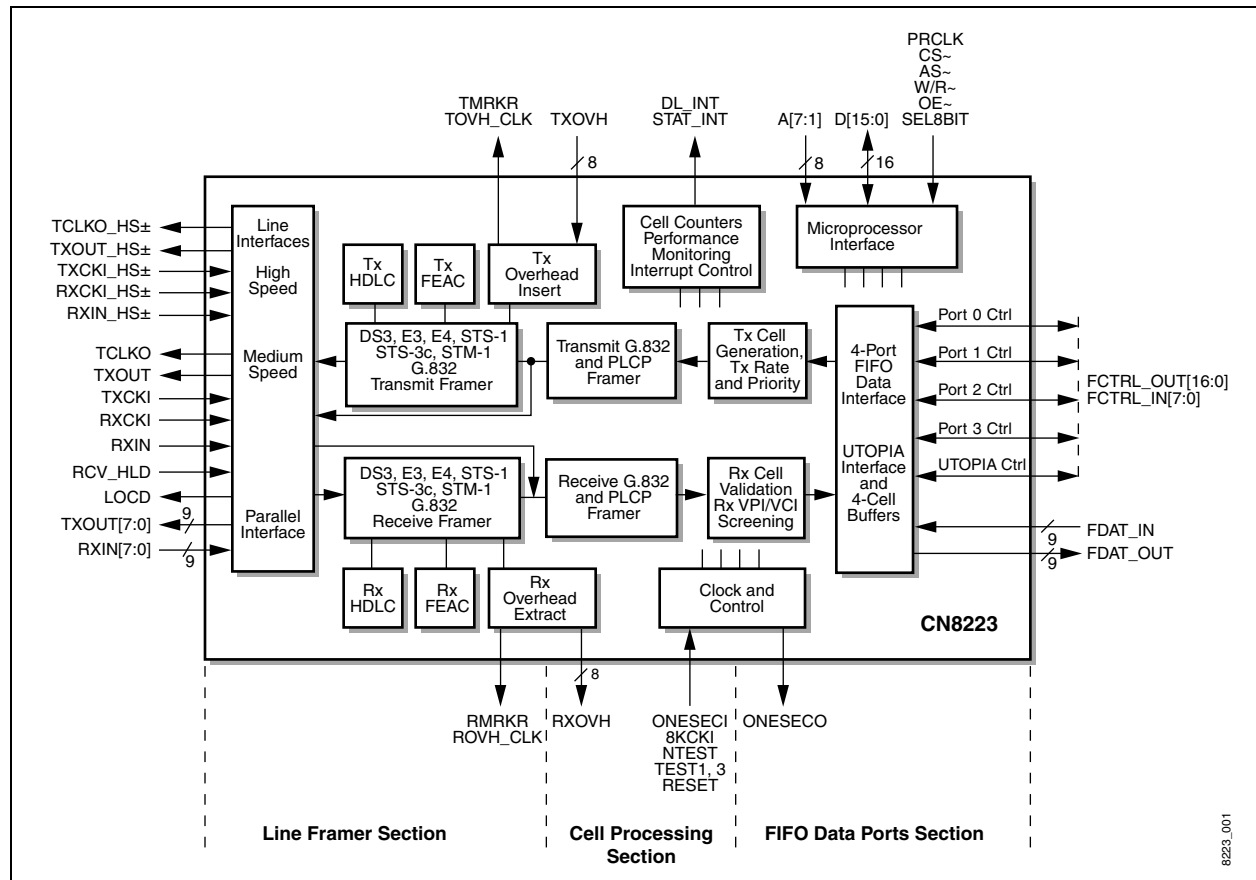 PRCLK
CS~
AS~
W/R~
OE~
SEL8BIT
TMRKR
TOVH_CLK
TXOVH
DL_INT
STAT_INT
A[7:1]
D[15:0]
8
8
16
TCLKO_HS±
TXOUT_HS±
TXCKI_HS±
RXCKI_HS±
RXIN_HS±
TCLKO
TXOUT
TXCKI
RXCKI
RXIN
RCV_HLD
LOCD
TXOUT[7:0]
9
RXIN[7:0]
9
Line
Interfaces
High
Speed
Medium
Speed
Parallel
Interface
Tx
HDLC
Tx
FEAC
Tx
Overhead
Insert
Cell Counters
Performance
Monitoring
Interrupt Control
Microprocessor
Interface
DS3, E3, E4, STS-1
STS-3c, STM-1
G.832
Transmit Framer
Transmit G.832
and PLCP
Framer
Tx Cell
Generation,
Tx Rate
and Priority
4-Port
FIFO
Data
Interface
UTOPIA
Interface
and
4-Cell
Buffers
Port 0 Ctrl
Port 1 Ctrl
Port 2 Ctrl
Port 3 Ctrl
UTOPIA Ctrl
FCTRL_OUT[16:0]
FCTRL_IN[7:0]
9
FDAT_IN
9
FDAT_OUT
DS3, E3, E4, STS-1
STS-3c, STM-1
G.832
Receive Framer
Receive G.832
and PLCP
Framer
Rx Cell
Validation
Rx VPI/VCI
Screening
Rx
HDLC
Rx
FEAC
Rx
Overhead
Extract
Clock and
Control
CN8223
8
RMRKR
ROVH_CLK
RXOVH
ONESECI
8KCKI
NTEST
TEST1, 3
RESET
ONESECO
Line Framer Section
Cell Processing
Section
FIFO Data Ports Section
8223_001